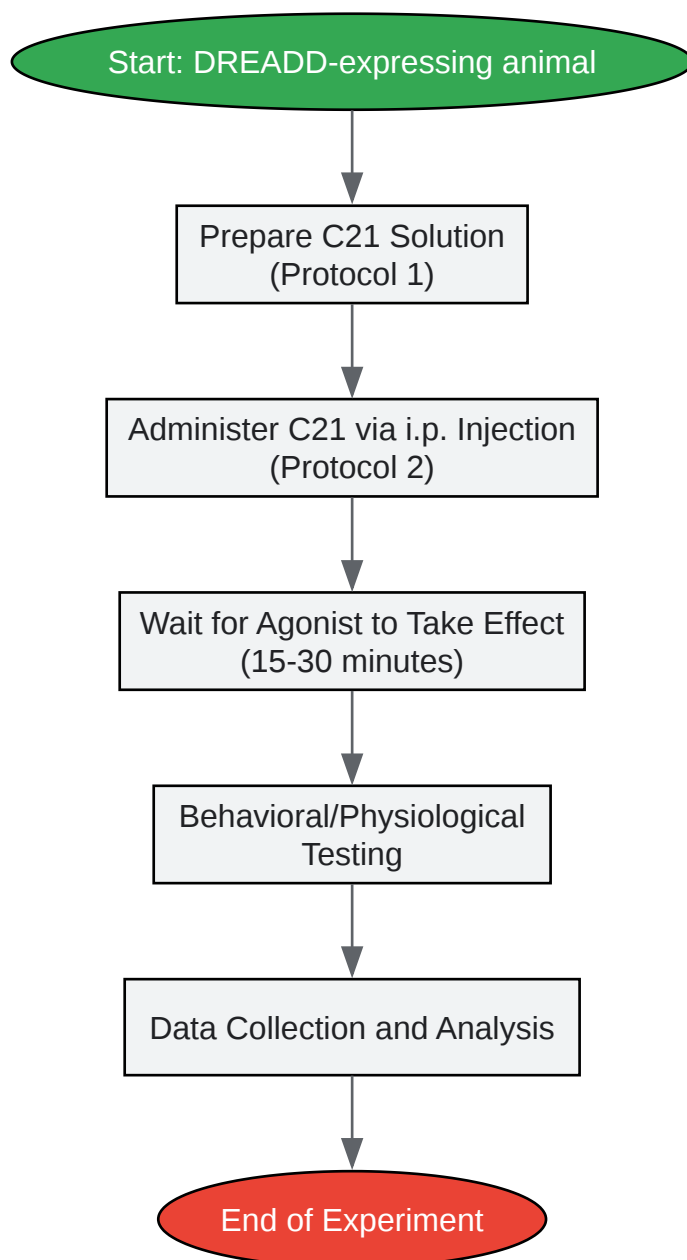 Start: DREADD-expressing animal
Prepare C21 Solution
(Protocol 1)
Administer C21 via i.p. Injection
(Protocol 2)
Wait for Agonist to Take Effect
(15-30 minutes)
Behavioral/Physiological
Testing
Data Collection and Analysis
End of Experiment